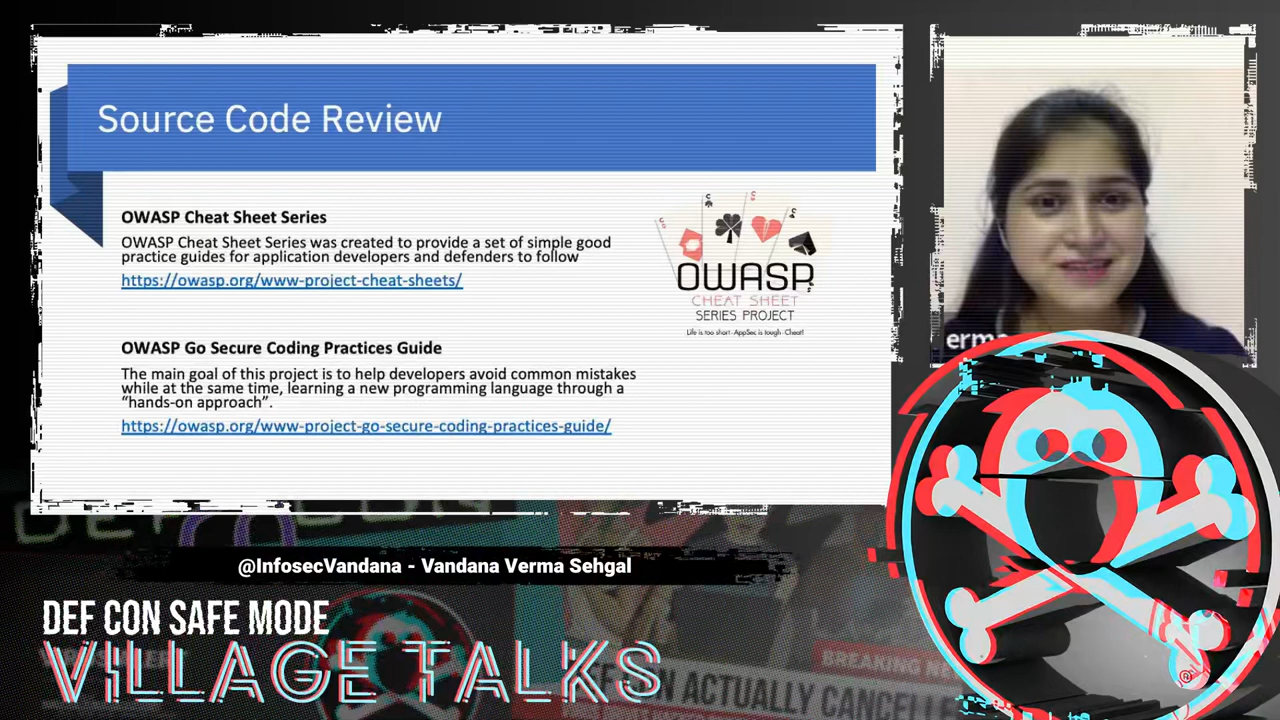 Source Code Review
OWASP Cheat Sheet Series
OWASP Cheat Sheet Series was created to provide a set of simple good
practice guides for application developers and defenders to follow
https://owasp.org/www-project-cheat-sheets/
OWASP
CHEAT SHEET
SERIES PROJECT
Life is too short · AppSec is tough · Cheat!
OWASP Go Secure Coding Practices Guide
The main goal of this project is to help developers avoid common mistakes
while at the same time, learning a new programming language through a
“hands-on approach”.
https://owasp.org/www-project-go-secure-coding-practices-guide/
@InfosecVandana - Vandana Verma Sehgal
DEF CON SAFE MODE
VILLAGE TALKS
BREAKING
CON ACTUALLY
®